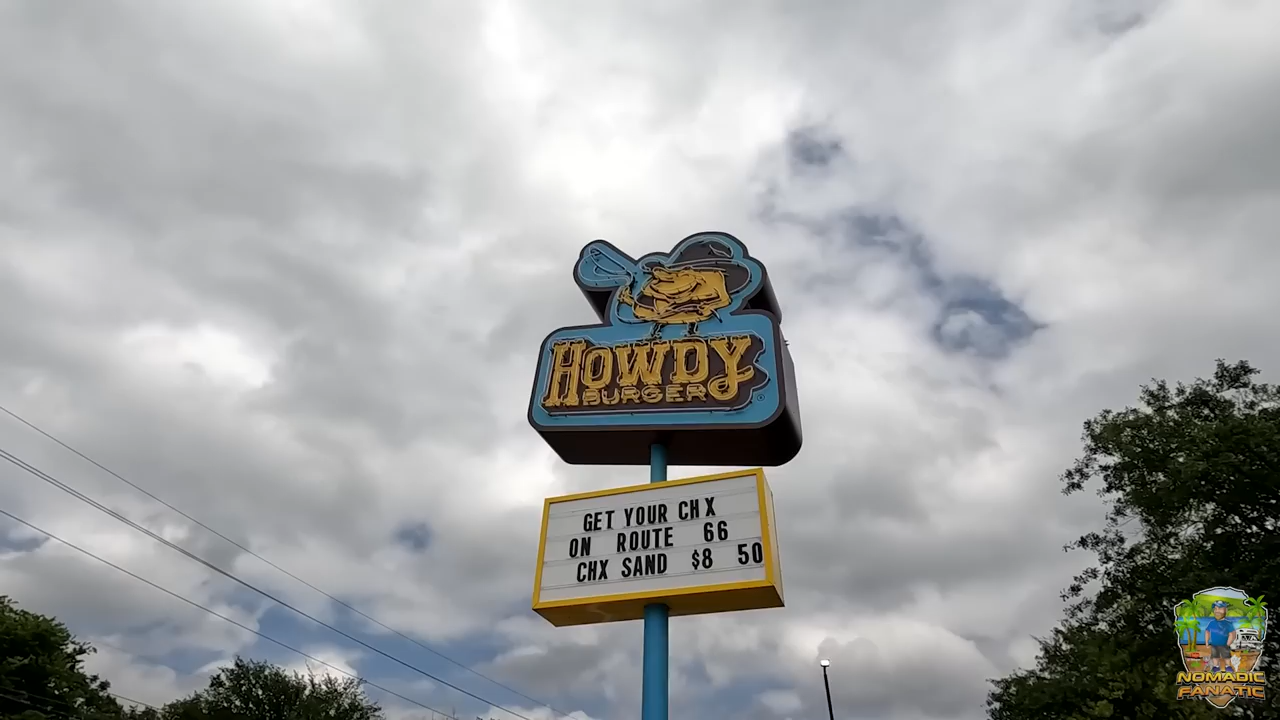 HOWDY
BURGER
®
GET YOUR CHX
ON ROUTE 66
CHX SAND $8 50
NOMADIC
FANATIC